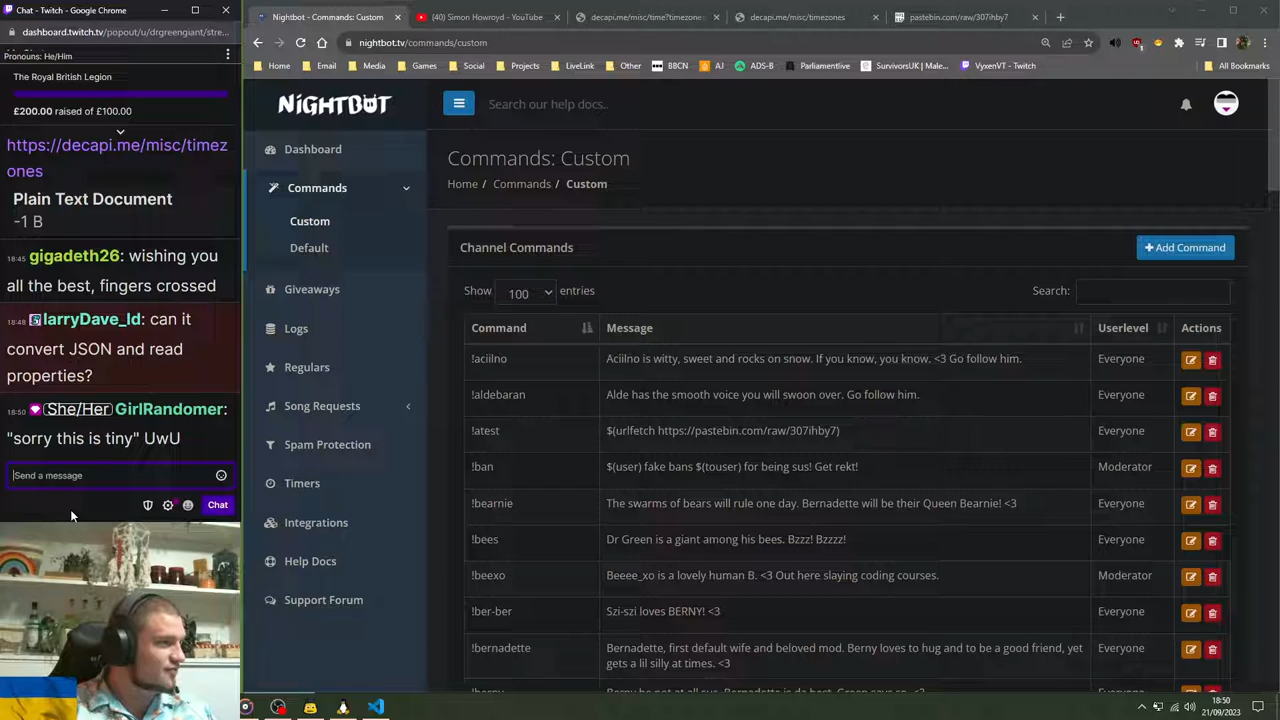 Chat - Twitch - Google Chrome
dashboard.twitch.tv/popout/u/drgreengiant/stre...
Pronouns: He/Him
The Royal British Legion
£200.00 raised of £100.00
https://decapi.me/misc/timez
ones
Plain Text Document
-1 B
18:45 gigadeth26: wishing you
all the best, fingers crossed
18:48 larryDave_Id: can it
convert JSON and read
properties?
18:50 She/Her GirlRandomer:
"sorry this is tiny" UwU
Send a message
Chat
Nightbot - Commands: Custom
(40) Simon Howroyd - YouTube
decapi.me/misc/time?timezone=
decapi.me/misc/timezones
pastebin.com/raw/307ihby7
nightbot.tv/commands/custom
Home
Default
Media
Games
Social
Projects
LiveLink
Other
BBCN
AJ
ADS-B
Parliamentlive
SurvivorsUK | Male...
VyxenVT - Twitch
All Bookmarks
NIGHTBOT
Search our help docs..
Dashboard
Commands
Custom
Default
Giveaways
Logs
Regulars
Song Requests
Spam Protection
Timers
Integrations
Help Docs
Support Forum
Commands: Custom
Home / Commands / Custom
Channel Commands
+ Add Command
Show 100 entries
Search:
Command Message Userlevel Actions
!aciilno Aciilno is witty, sweet and rocks on snow. If you know, you know. <3 Go follow him. Everyone
!aldebaran Alde has the smooth voice you will swoon over. Go follow him. Everyone
!atest $(urlfetch https://pastebin.com/raw/307ihby7) Everyone
!ban $(user) fake bans $(touser) for being sus! Get rekt! Moderator
!bearnie The swarms of bears will rule one day. Bernadette will be their Queen Bearnie! <3 Everyone
!bees Dr Green is a giant among his bees. Bzzz! Bzzzz! Everyone
!beexo Beeee_xo is a lovely human B. <3 Out here slaying coding courses. Moderator
!ber-ber Szi-szi loves BERNY! <3 Everyone
!bernadette Bernadette, first default wife and beloved mod. Berny loves to hug and to be a good friend, yet Everyone
gets a lil silly at times. <3
18:50
21/09/2023